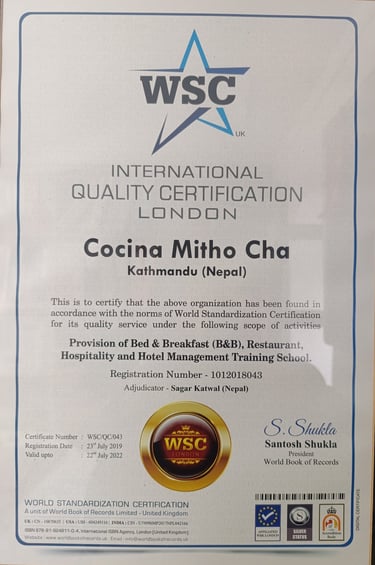 WSC
UK
INTERNATIONAL
QUALITY CERTIFICATION
LONDON
Cocina Mitho Cha
Kathmandu (Nepal)
This is to certify that the above organization has been found in
accordance with the norms of World Standardization Certification
for its quality service under the following scope of activities
Provision of Bed & Breakfast (B&B), Restaurant,
Hospitality and Hotel Management Training School.
Registration Number - 1012018043
Adjudicator - Sagar Katwal (Nepal)
Certificate Number : WSC/QC/043
Registration Date : 23rd July 2019
Valid upto : 22nd July 2022
WSC
LONDON
S. Shukla
Santosh Shukla
President
World Book of Records
WORLD STANDARDIZATION CERTIFICATION
A unit of World Book of Records Limited - United Kingdom
SILVER
STATUS
DIGITAL CERTIFICATE